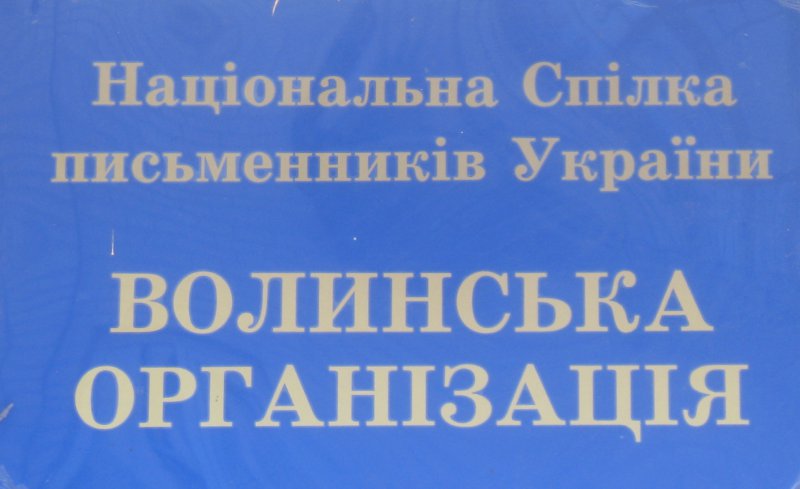 Національна Спілка
письменників України
ВОЛИНСЬКА
ОРГАНІЗАЦІЯ